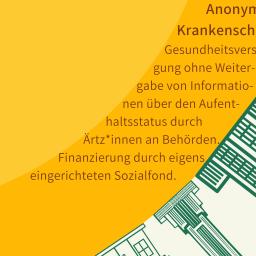 Anonym
Krankensch
Gesundheitsvers
gung ohne Weiter-
gabe von Informatio-
nen über den Aufent-
haltsstatus durch
Ärtz*innen an Behörden.
Finanzierung durch eigens
eingerichteten Sozialfond.